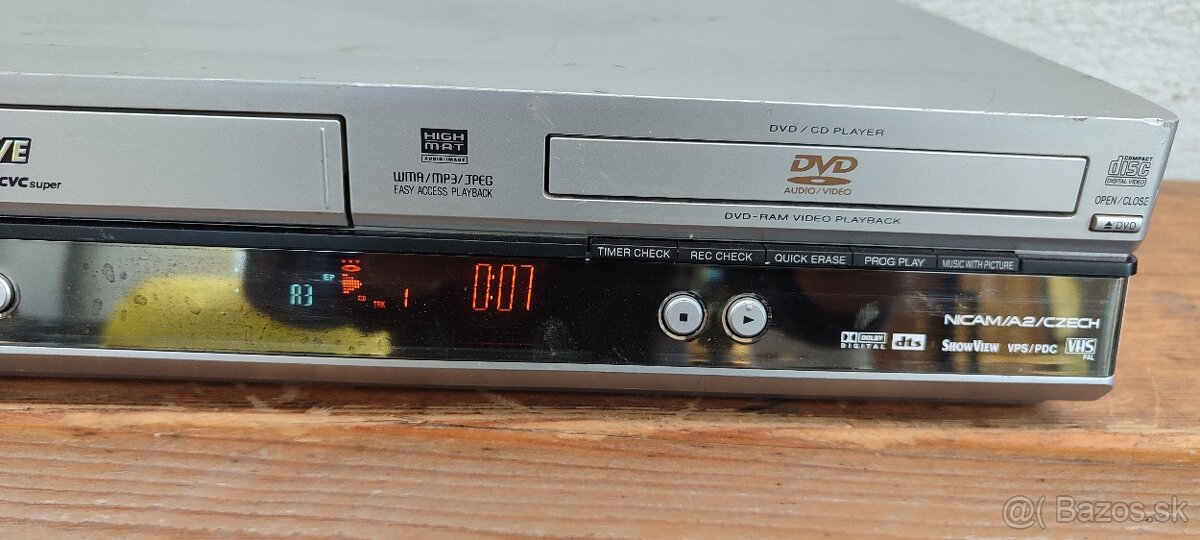 DVD / CD PLAYER
VE
CVC super
HIGH
MAT
AUDIO·IMAGE
WMA/MP3/JPEG
EASY ACCESS PLAYBACK
DVD
AUDIO/VIDEO
COMPACT
disc
DIGITAL VIDEO
OPEN/CLOSE
⏏ DVD
DVD-RAM VIDEO PLAYBACK
TIMER CHECK REC CHECK QUICK ERASE PROG PLAY MUSIC WITH PICTURE
EP
A3
CD
TRK 1
0:07
NICAM/A2/CZECH
DOLBY
DIGITAL
dts
SHOWVIEW
VPS/PDC
VHS
PAL
@( Bazos.sk